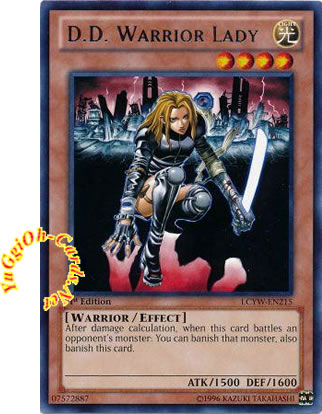 D.D. WARRIOR LADY
LIGHT
光
YuGgiOh-Cards.Net
1st Edition
LCYW-EN215
[WARRIOR / EFFECT]
After damage calculation, when this card battles an
opponent's monster: You can banish that monster, also
banish this card.
ATK/1500 DEF/1600
07572887
©1996 KAZUKI TAKAHASHI